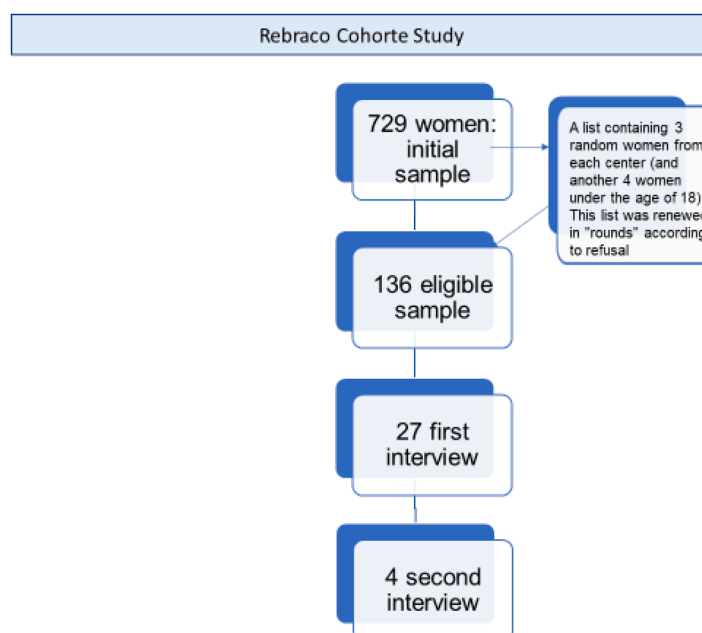 Rebraco Cohorte Study
729 women:
initial
sample
A list containing 3
random women from
each center (and
another 4 women
under the age of 18)
This list was renewed
in "rounds" according
to refusal
136 eligible
sample
27 first
interview
4 second
interview